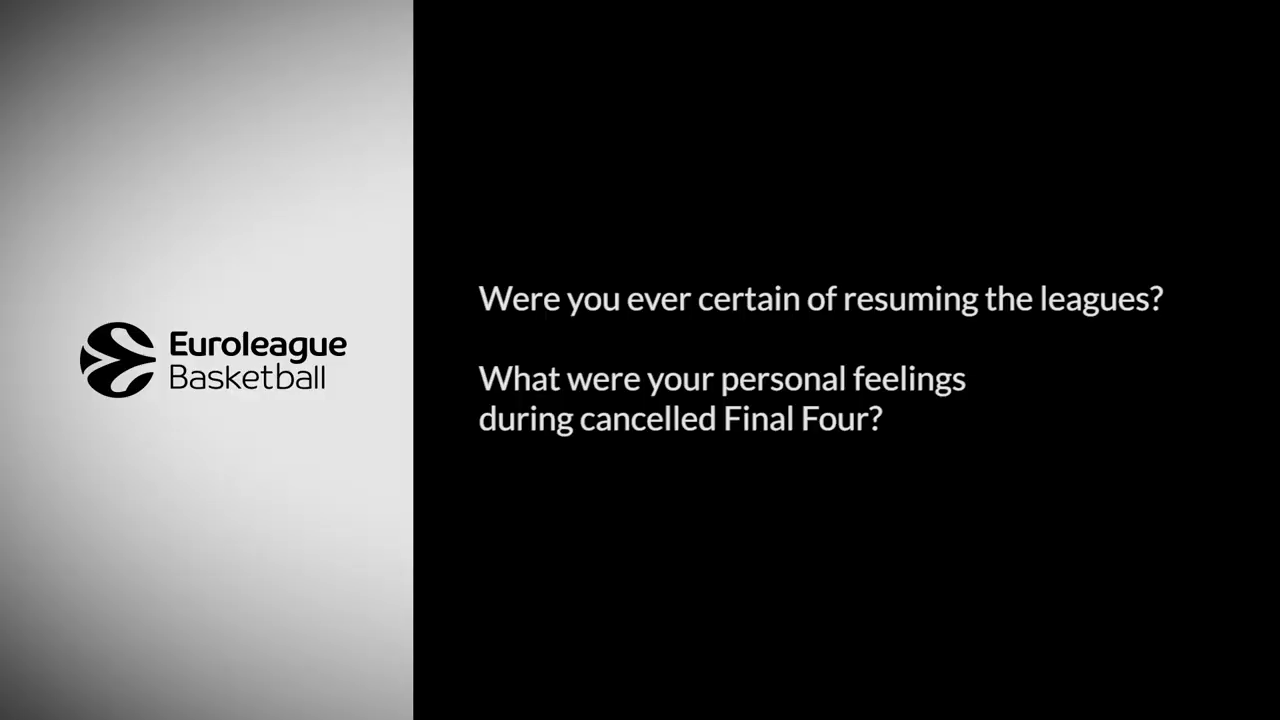 Euroleague
Basketball
Were you ever certain of resuming the leagues?
What were your personal feelings
during cancelled Final Four?